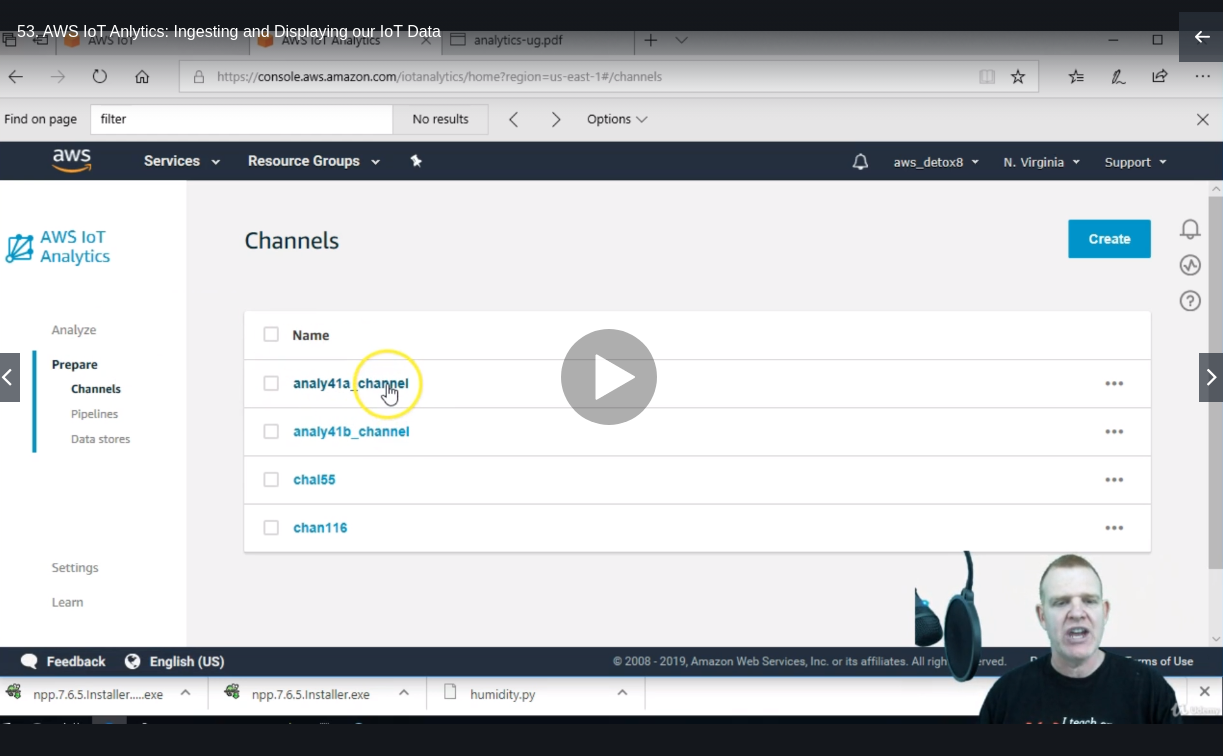 53. AWS IoT Anlytics: Ingesting and Displaying our IoT Data
AWS IoT AWS IoT Analytics analytics-ug.pdf
https://console.aws.amazon.com/iotanalytics/home?region=us-east-1#/channels
Find on page filter No results Options
aws Services Resource Groups aws_detox8 N. Virginia Support
AWS IoT
Analytics
Channels
Create
Analyze
Prepare
Channels
Pipelines
Data stores
Settings
Learn
Name
analy41a_channel
analy41b_channel
chal55
chan116
Feedback English (US) © 2008 - 2019, Amazon Web Services, Inc. or its affiliates. All rights reserved. Terms of Use
npp.7.6.5.Installer.....exe npp.7.6.5.Installer.exe humidity.py
I teach
Udemy